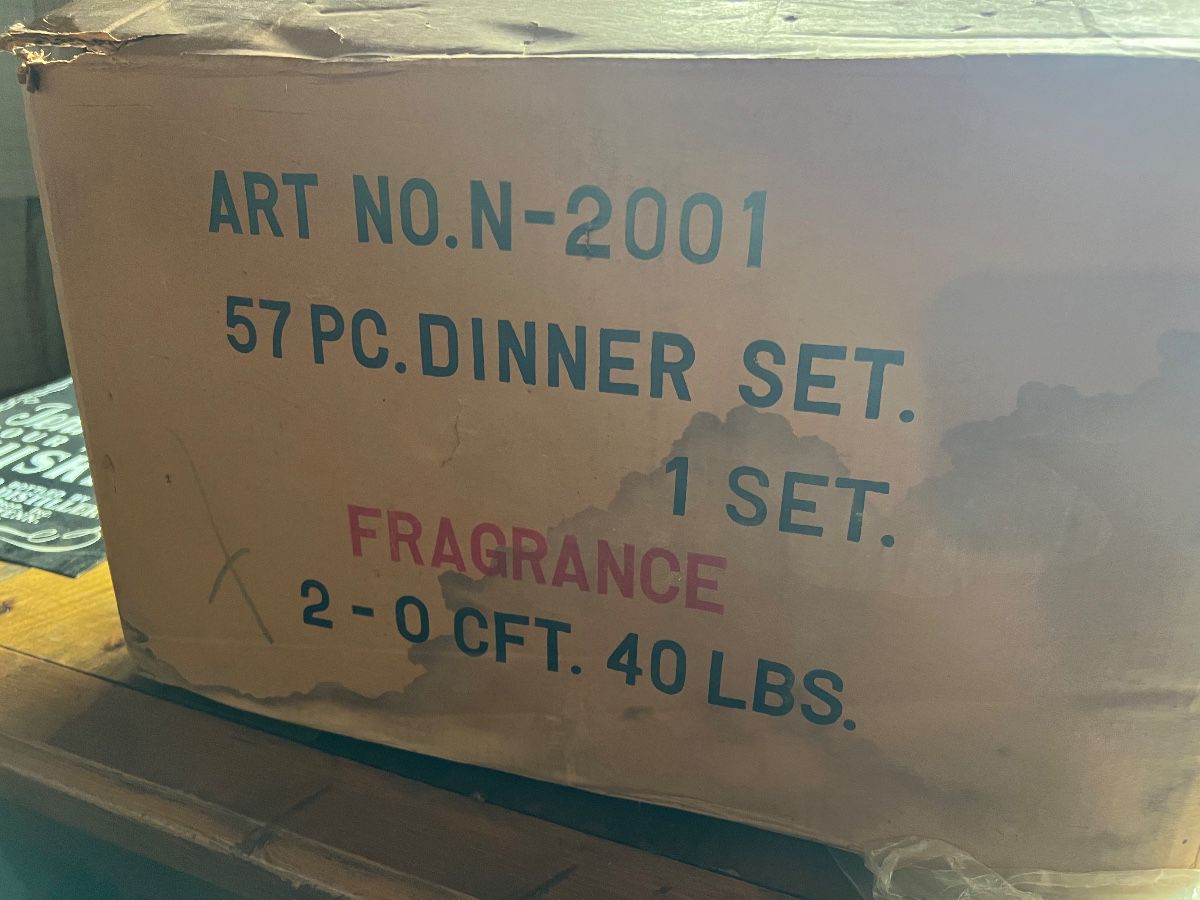 ART NO. N-2001
57 PC. DINNER SET.
1 SET.
FRAGRANCE
2-0 CFT. 40 LBS.